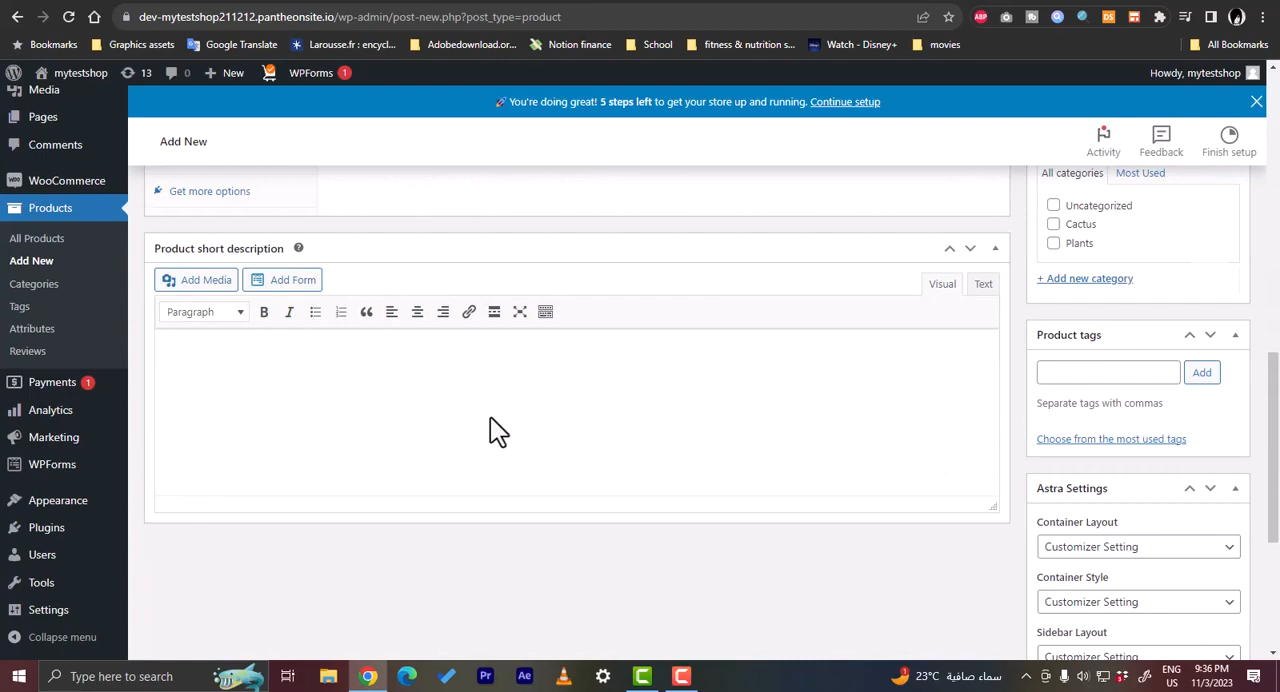 dev-mytestshop211212.pantheonsite.io/wp-admin/post-new.php?post_type=product
ABP
DS
Bookmarks
Graphics assets
Google Translate
Larousse.fr : encycl...
Adobedownload.or...
Notion finance
School
fitness & nutrition s...
Watch - Disney+
movies
All Bookmarks
mytestshop
13
0
New
WPForms
1
Howdy, mytestshop
🚀 You're doing great! 5 steps left to get your store up and running. Continue setup
Add New
Activity
Feedback
Finish setup
Media
Pages
Comments
WooCommerce
Products
All Products
Add New
Categories
Tags
Attributes
Reviews
Payments 1
Analytics
Marketing
WPForms
Appearance
Plugins
Users
Tools
Settings
Collapse menu
Get more options
Product short description
Add Media
Add Form
Visual
Text
Paragraph
B
I
All categories
Most Used
Uncategorized
Cactus
Plants
+ Add new category
Product tags
Add
Separate tags with commas
Choose from the most used tags
Astra Settings
Container Layout
Customizer Setting
Container Style
Customizer Setting
Sidebar Layout
Customizer Setting
Type here to search
Pr
Ae
23°C
سماء صافية
ENG
US
9:36 PM
11/3/2023